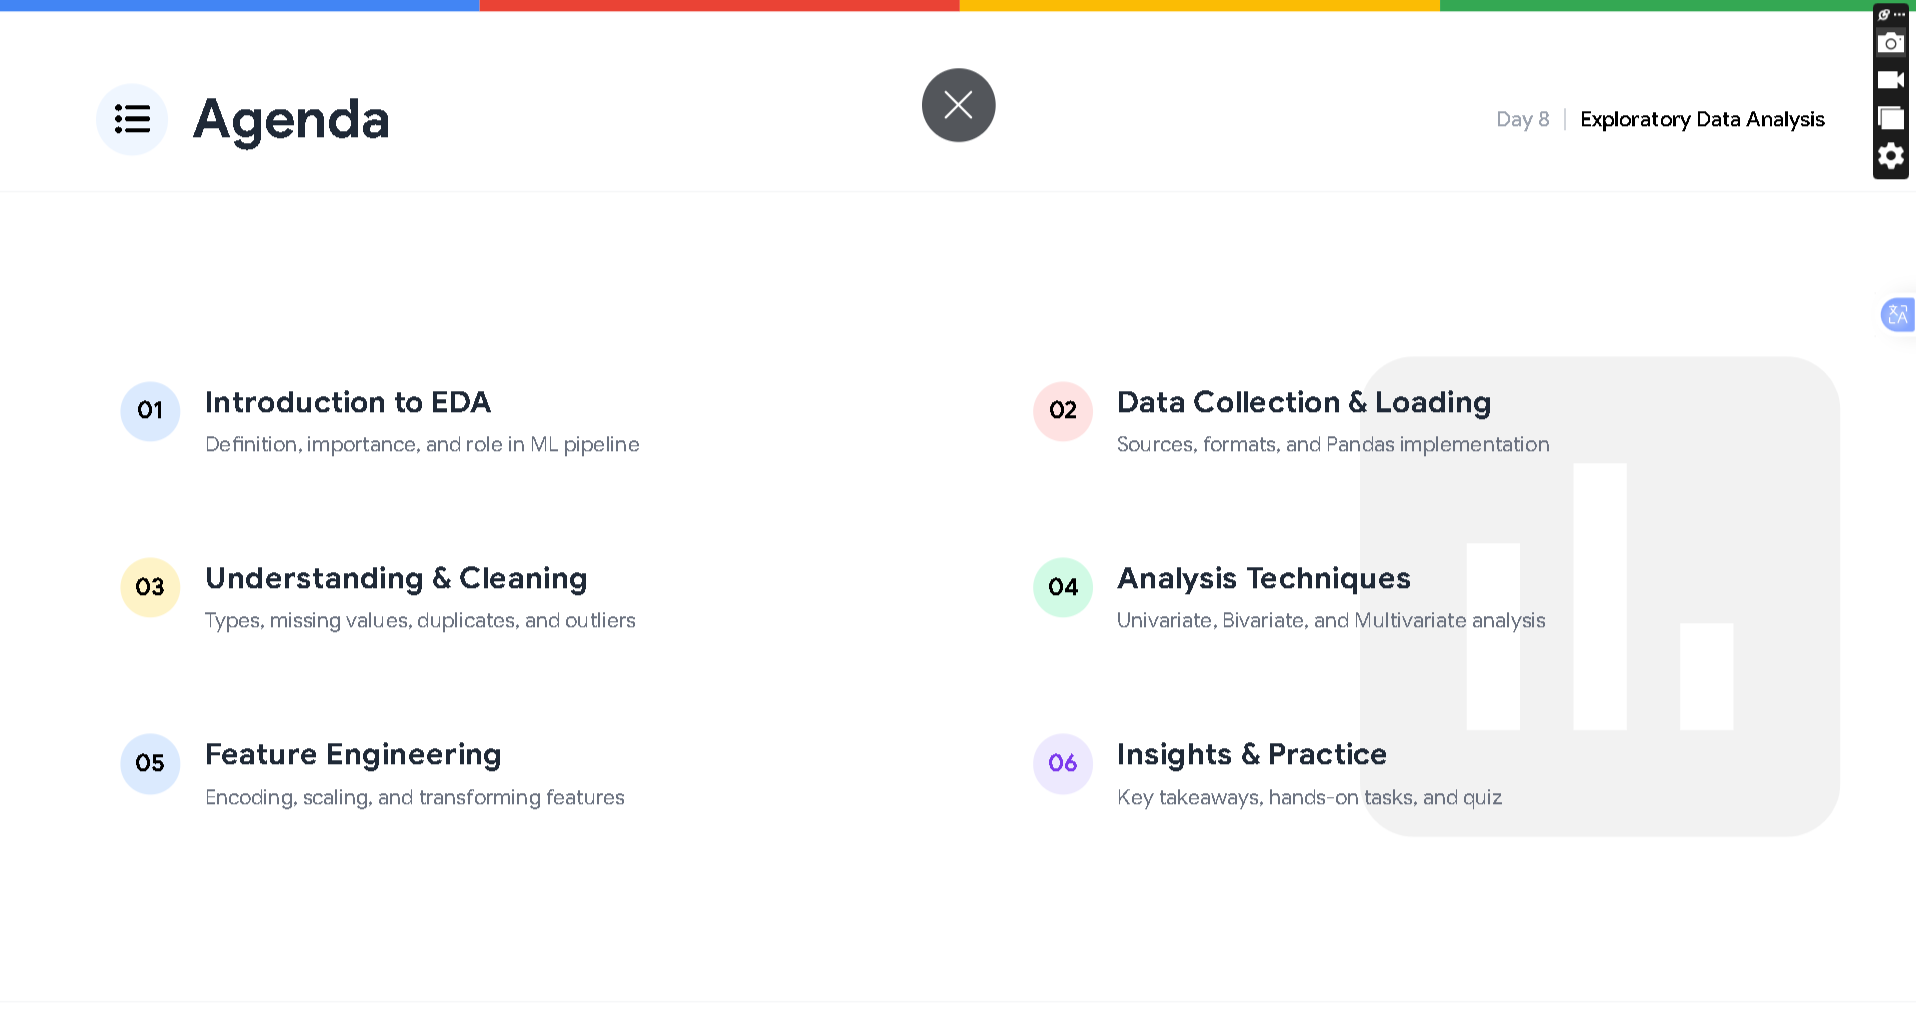 Agenda
Day 8 | Exploratory Data Analysis
01
Introduction to EDA
Definition, importance, and role in ML pipeline
02
Data Collection & Loading
Sources, formats, and Pandas implementation
03
Understanding & Cleaning
Types, missing values, duplicates, and outliers
04
Analysis Techniques
Univariate, Bivariate, and Multivariate analysis
05
Feature Engineering
Encoding, scaling, and transforming features
06
Insights & Practice
Key takeaways, hands-on tasks, and quiz